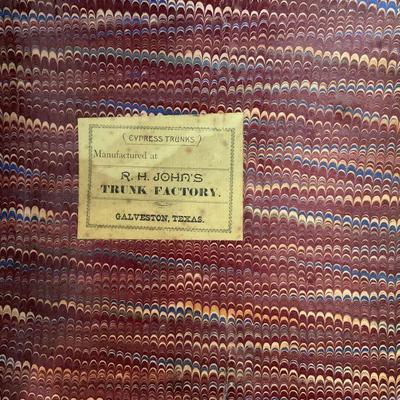 (CYPRESS TRUNKS)
Manufactured at
R. H. JOHN'S
TRUNK FACTORY.
GALVESTON, TEXAS.